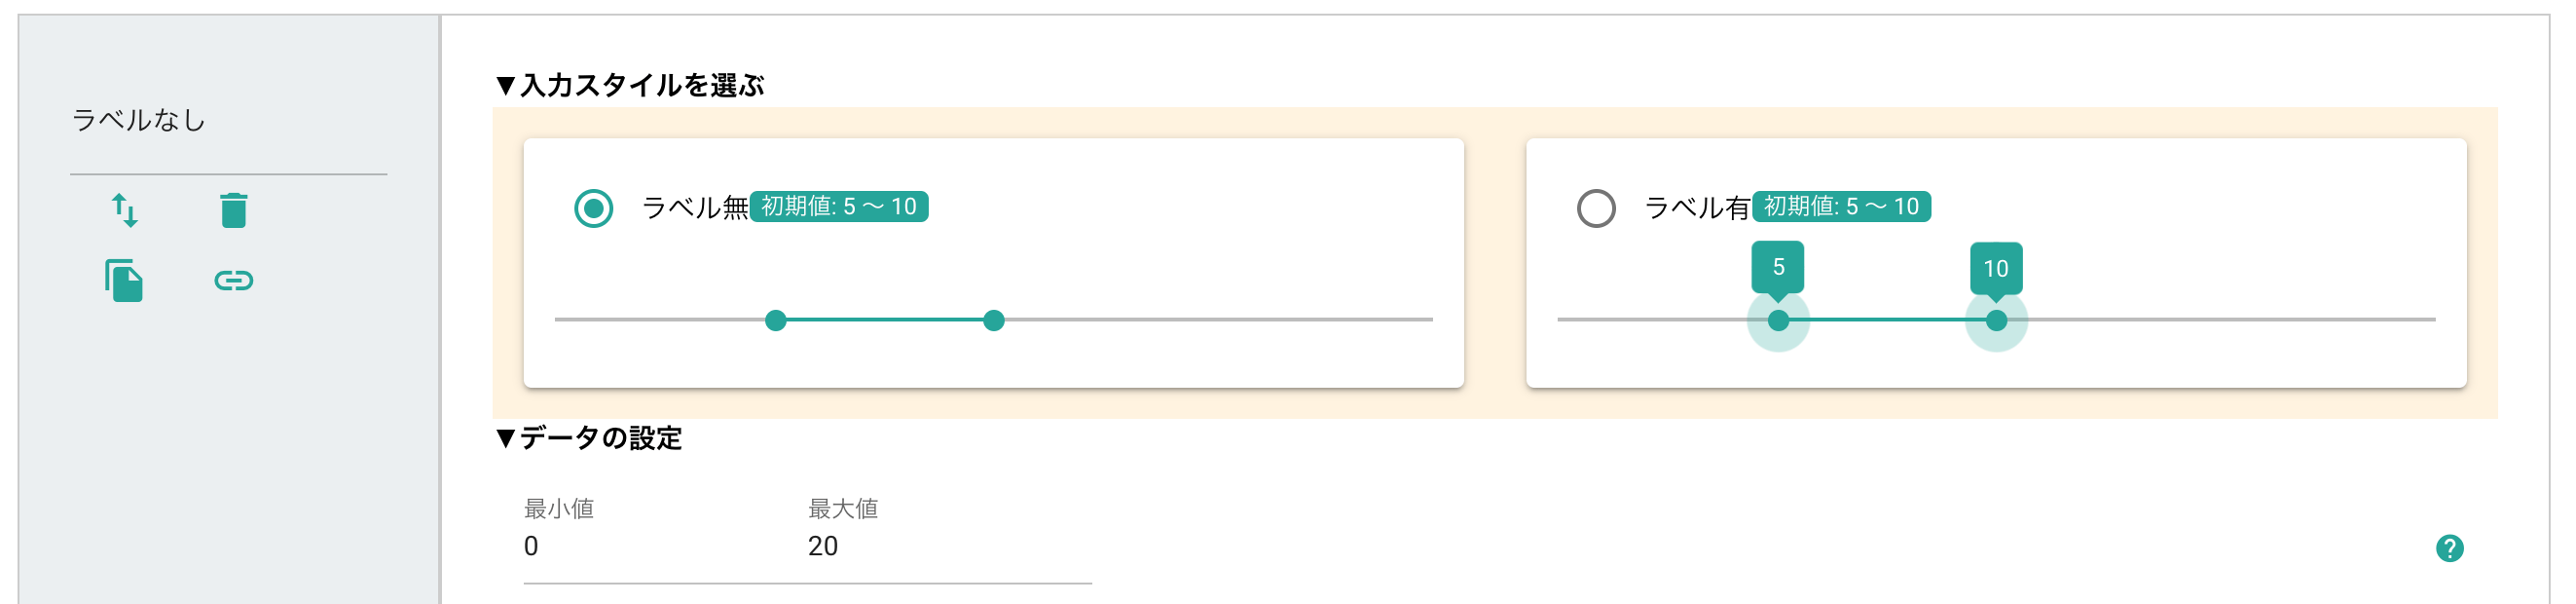 ラベルなし
▼入力スタイルを選ぶ
ラベル無 初期値: 5 〜 10
ラベル有 初期値: 5 〜 10
5
10
▼データの設定
最小値
0
最大値
20
?